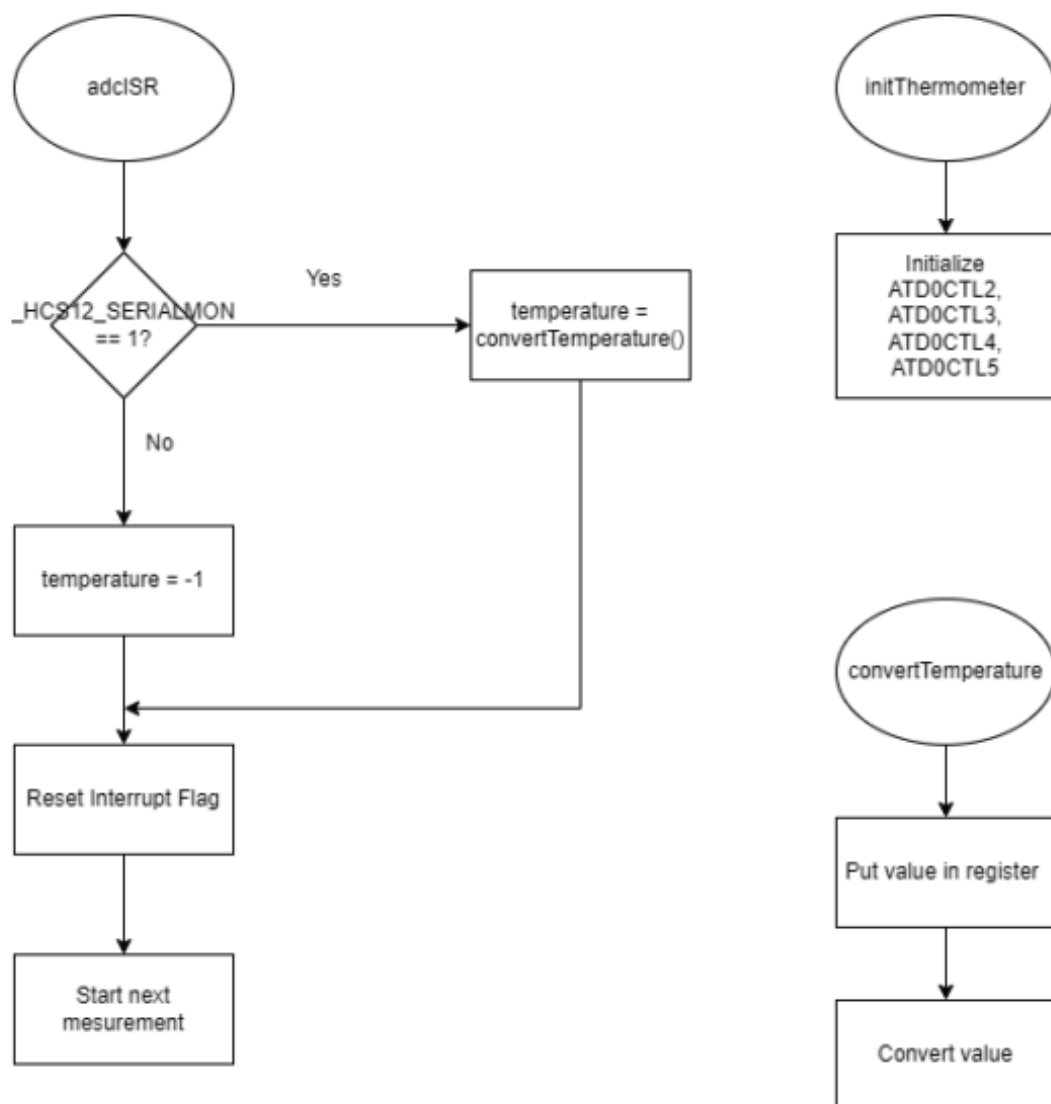 adcISR
_HCS12_SERIALMON
== 1?
Yes
temperature =
convertTemperature()
No
temperature = -1
Reset Interrupt Flag
Start next
mesurement
initThermometer
Initialize
ATD0CTL2,
ATD0CTL3,
ATD0CTL4,
ATD0CTL5
convertTemperature
Put value in register
Convert value